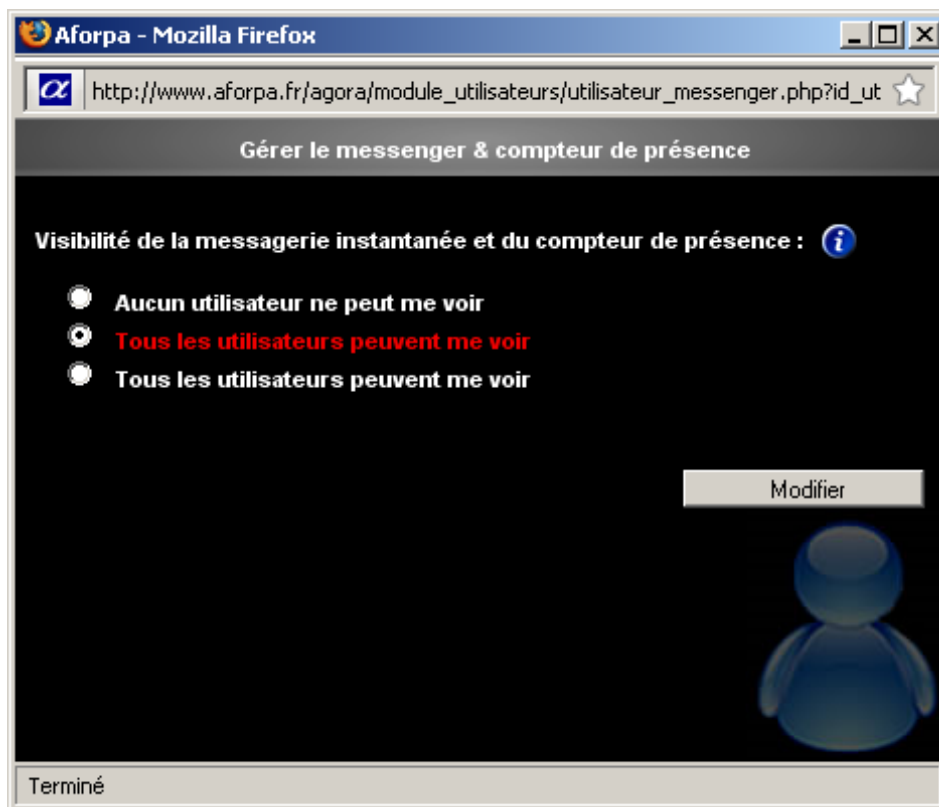 Aforpa - Mozilla Firefox
http://www.aforpa.fr/agora/module_utilisateurs/utilisateur_messenger.php?id_ut
Gérer le messenger & compteur de présence
Visibilité de la messagerie instantanée et du compteur de présence :
Aucun utilisateur ne peut me voir
Tous les utilisateurs peuvent me voir
Tous les utilisateurs peuvent me voir
Modifier
Terminé